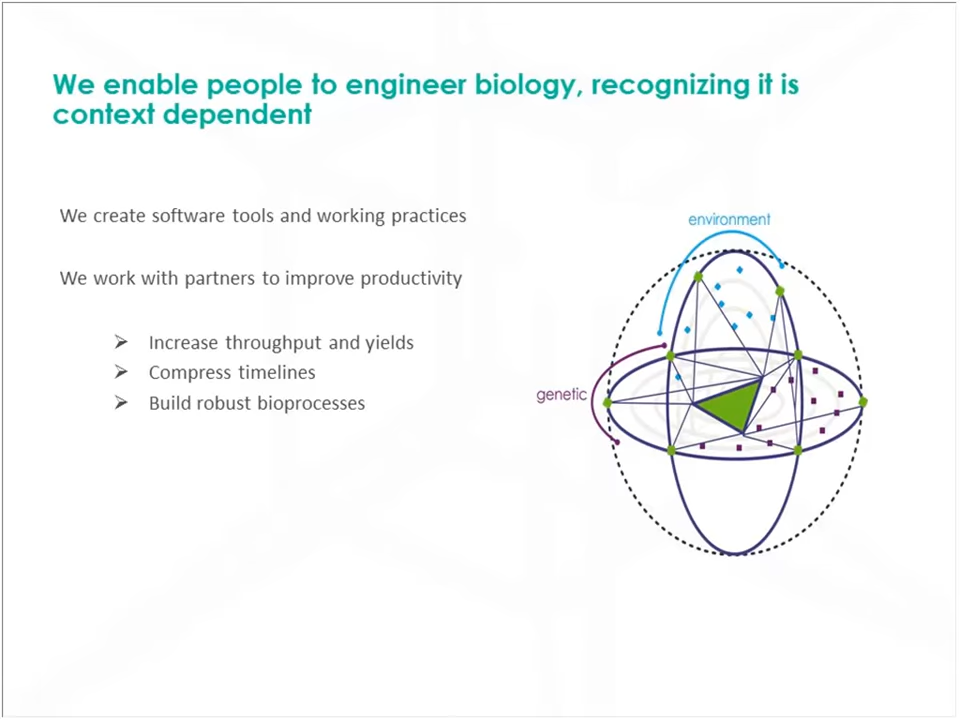 We enable people to engineer biology, recognizing it is
context dependent
We create software tools and working practices
We work with partners to improve productivity
Increase throughput and yields
Compress timelines
Build robust bioprocesses
environment
genetic